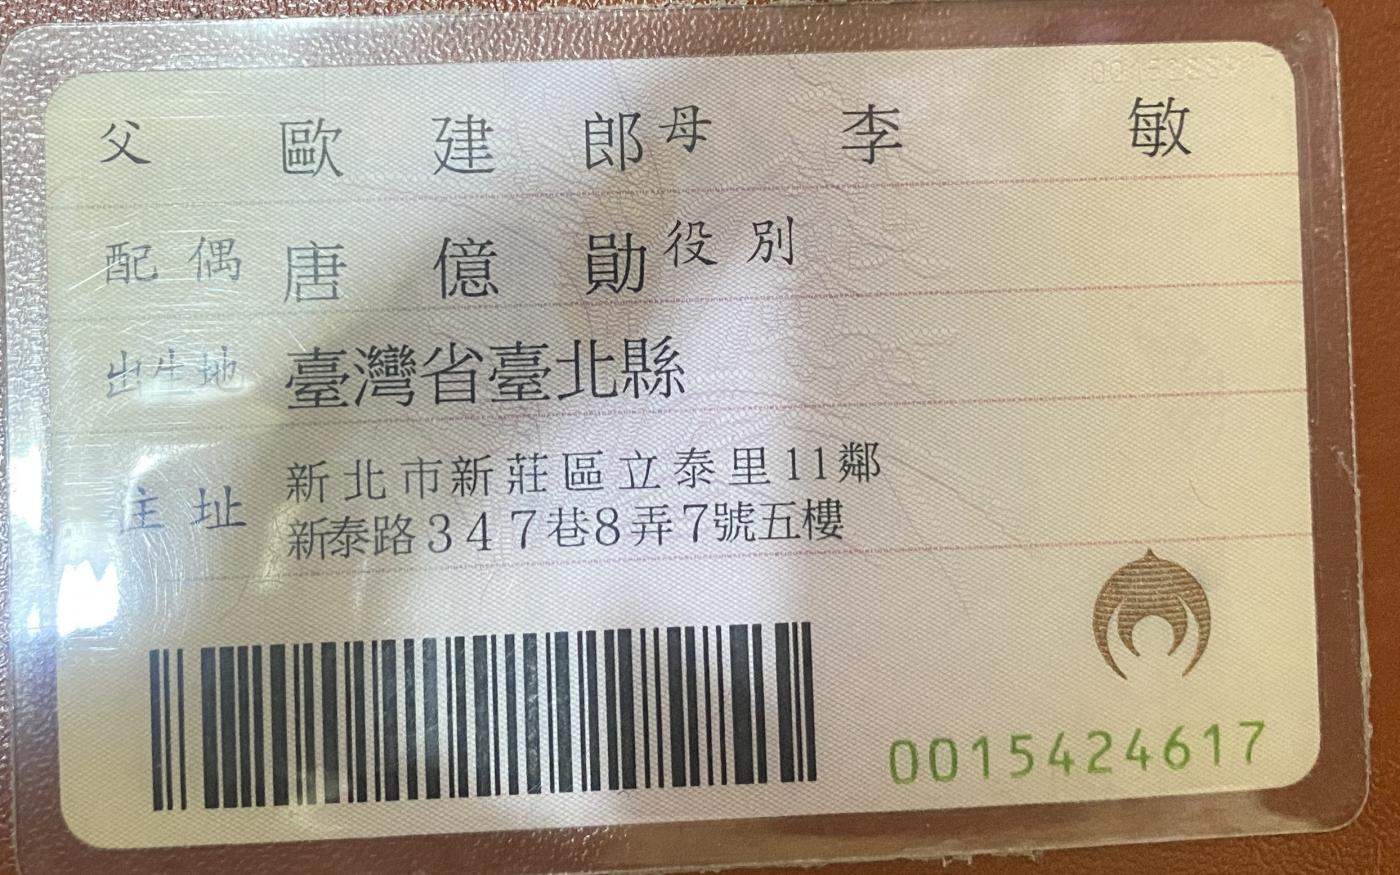 父 歐建郎 母 李敏
配偶 唐億勛 役別
出生地 臺灣省臺北縣
住址 新北市新莊區立泰里11鄰
新泰路347巷8弄7號五樓
0015424617